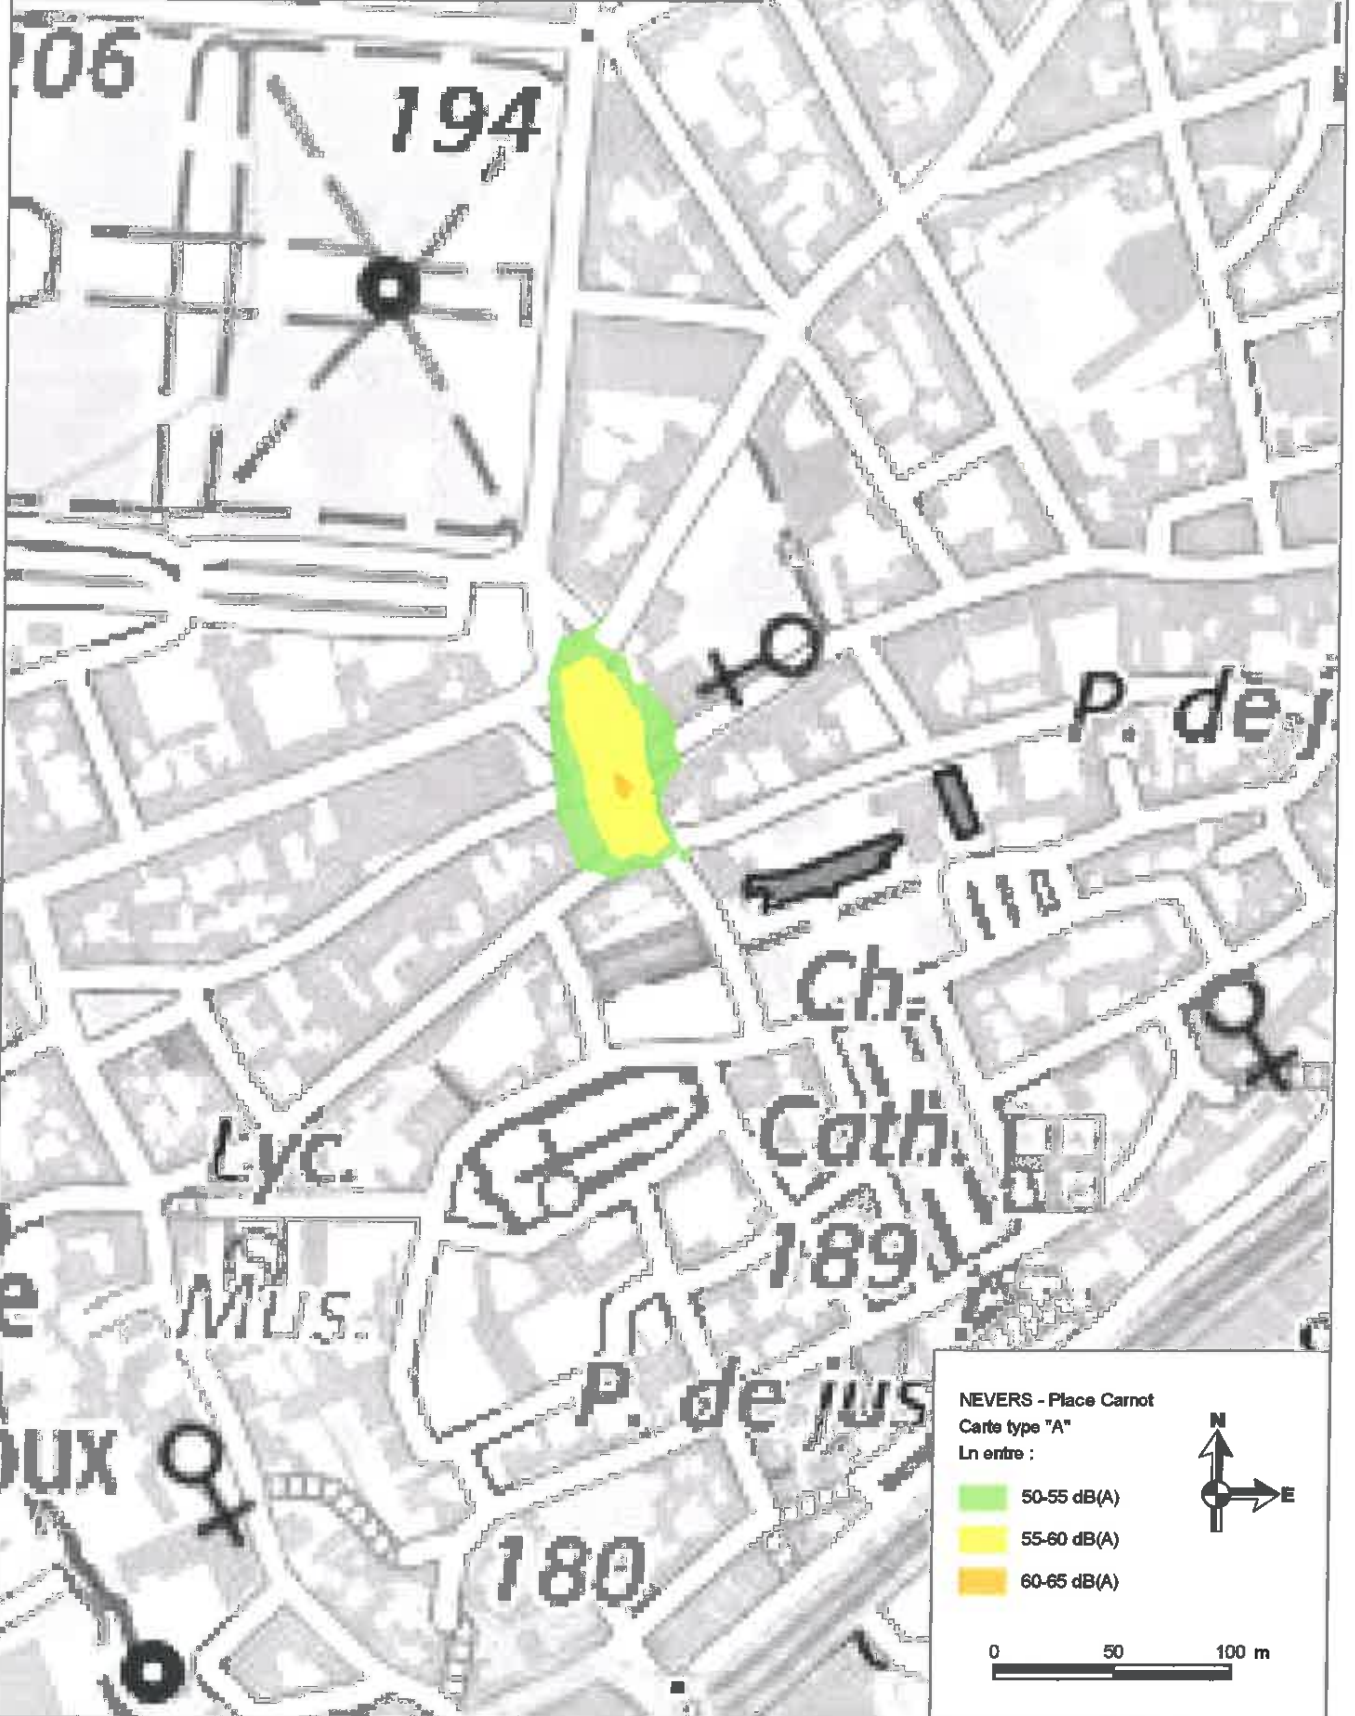 194
P. de
Ch.
Cath.
Lyc.
189
Mus.
P. de jus
180
NEVERS - Place Carnot
Carte type "A"
Ln entre :
N
E
50-55 dB(A)
55-60 dB(A)
60-65 dB(A)
0 50 100 m